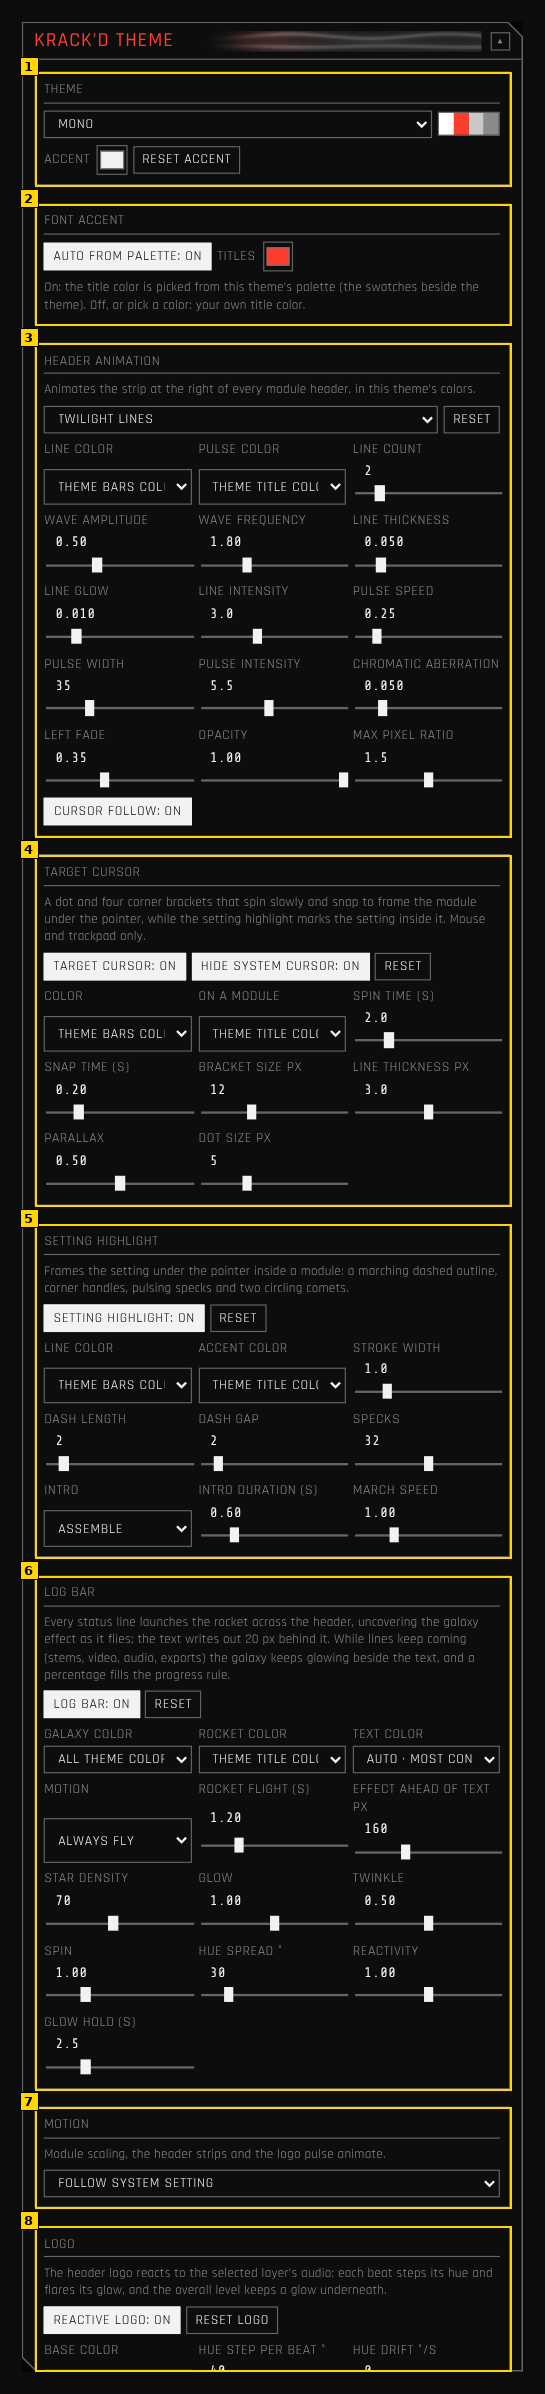 KRACK'D THEME
1
THEME
MONO
ACCENT RESET ACCENT
2
FONT ACCENT
AUTO FROM PALETTE: ON TITLES
On: the title color is picked from this theme's palette (the swatches beside the
theme). Off, or pick a color: your own title color.
3
HEADER ANIMATION
Animates the strip at the right of every module header, in this theme's colors.
TWILIGHT LINES RESET
LINE COLOR PULSE COLOR LINE COUNT
THEME BARS COL THEME TITLE COL 2
WAVE AMPLITUDE WAVE FREQUENCY LINE THICKNESS
0.50 1.80 0.050
LINE GLOW LINE INTENSITY PULSE SPEED
0.010 3.0 0.25
PULSE WIDTH PULSE INTENSITY CHROMATIC ABERRATION
35 5.5 0.050
LEFT FADE OPACITY MAX PIXEL RATIO
0.35 1.00 1.5
CURSOR FOLLOW: ON
4
TARGET CURSOR
A dot and four corner brackets that spin slowly and snap to frame the module
under the pointer, while the setting highlight marks the setting inside it. Mouse
and trackpad only.
TARGET CURSOR: ON HIDE SYSTEM CURSOR: ON RESET
COLOR ON A MODULE SPIN TIME (S)
THEME BARS COL THEME TITLE COL 2.0
SNAP TIME (S) BRACKET SIZE PX LINE THICKNESS PX
0.20 12 3.0
PARALLAX DOT SIZE PX
0.50 5
5
SETTING HIGHLIGHT
Frames the setting under the pointer inside a module: a marching dashed outline,
corner handles, pulsing specks and two circling comets.
SETTING HIGHLIGHT: ON RESET
LINE COLOR ACCENT COLOR STROKE WIDTH
THEME BARS COL THEME TITLE COL 1.0
DASH LENGTH DASH GAP SPECKS
2 2 32
INTRO INTRO DURATION (S) MARCH SPEED
ASSEMBLE 0.60 1.00
6
LOG BAR
Every status line launches the rocket across the header, uncovering the galaxy
effect as it flies; the text writes out 20 px behind it. While lines keep coming
(stems, video, audio, exports) the galaxy keeps glowing beside the text, and a
percentage fills the progress rule.
LOG BAR: ON RESET
GALAXY COLOR ROCKET COLOR TEXT COLOR
ALL THEME COLOR THEME TITLE COL AUTO · MOST CON
MOTION ROCKET FLIGHT (S) EFFECT AHEAD OF TEXT
PX
ALWAYS FLY 1.20 160
STAR DENSITY GLOW TWINKLE
70 1.00 0.50
SPIN HUE SPREAD ° REACTIVITY
1.00 30 1.00
GLOW HOLD (S)
2.5
7
MOTION
Module scaling, the header strips and the logo pulse animate.
FOLLOW SYSTEM SETTING
8
LOGO
The header logo reacts to the selected layer's audio: each beat steps its hue and
flares its glow, and the overall level keeps a glow underneath.
REACTIVE LOGO: ON RESET LOGO
BASE COLOR HUE STEP PER BEAT ° HUE DRIFT °/S